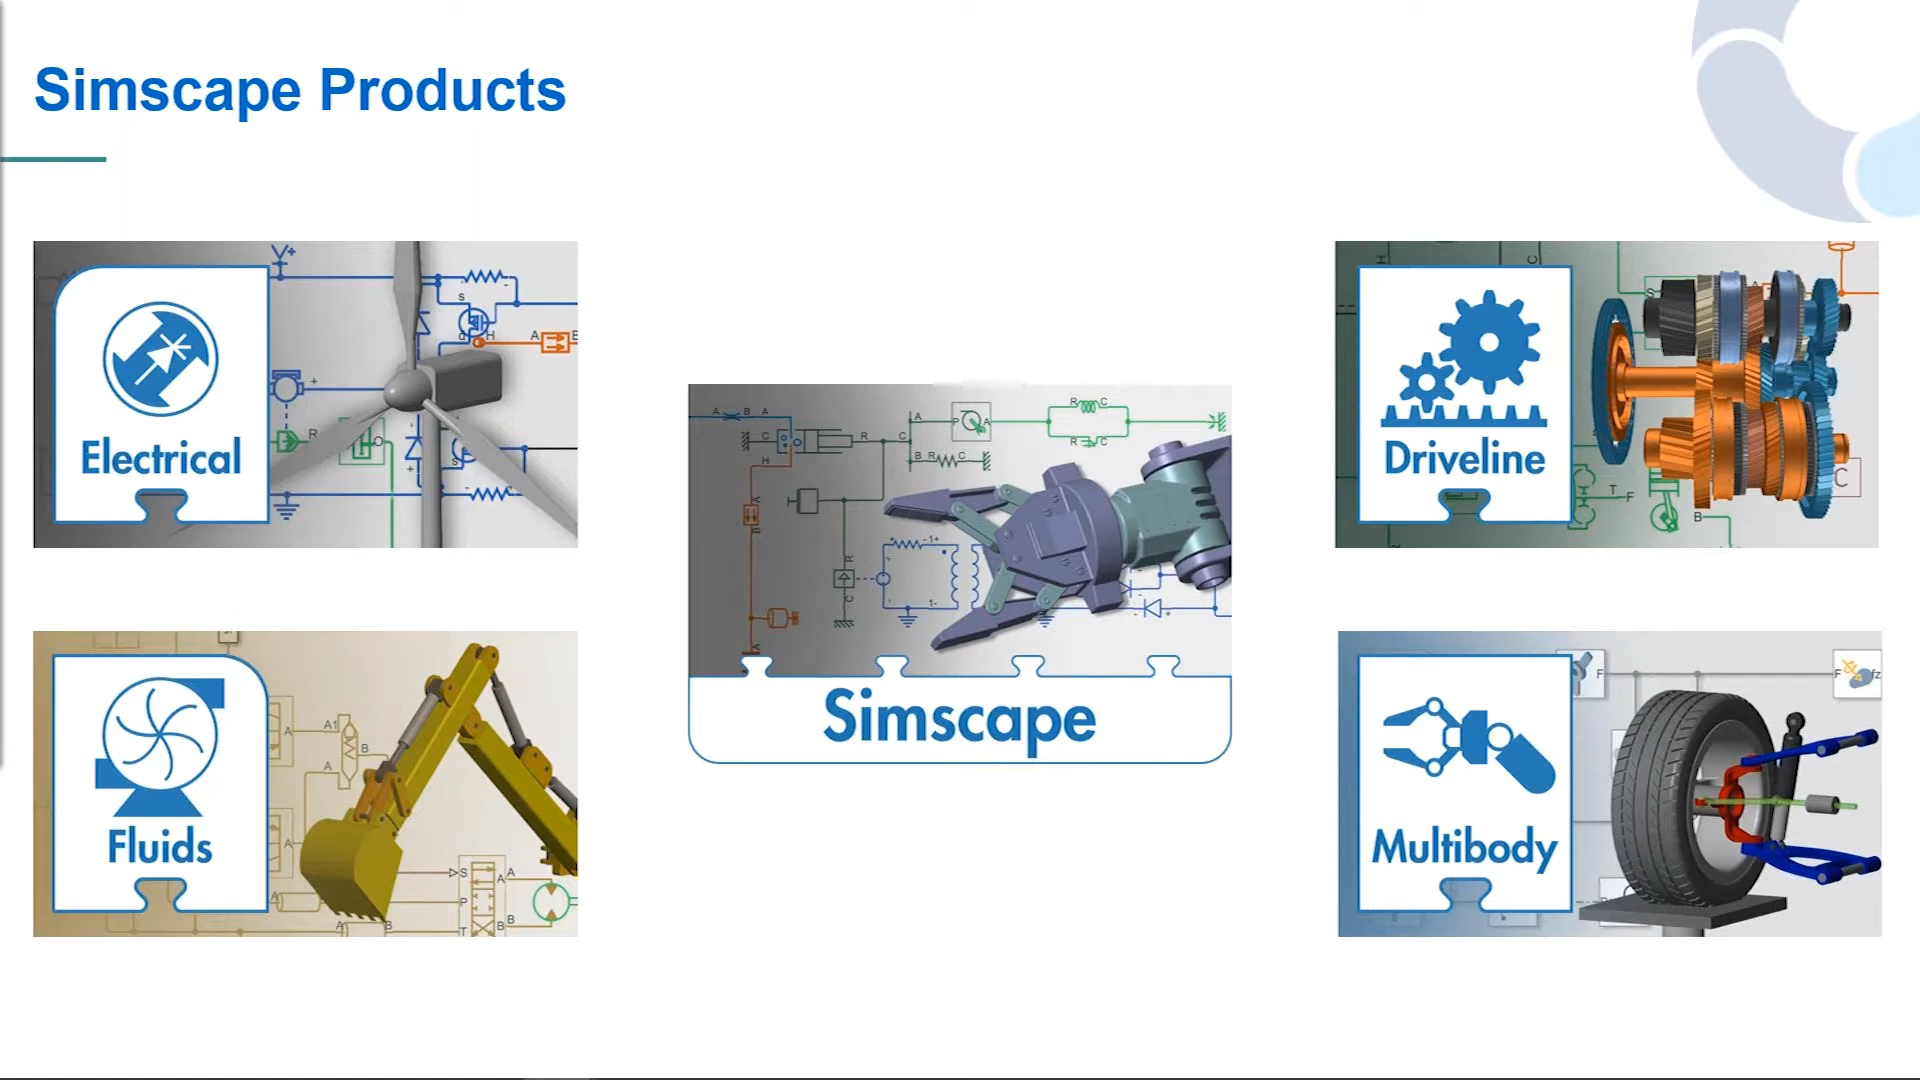 Simscape Products
Electrical
Driveline
Simscape
Fluids
Multibody